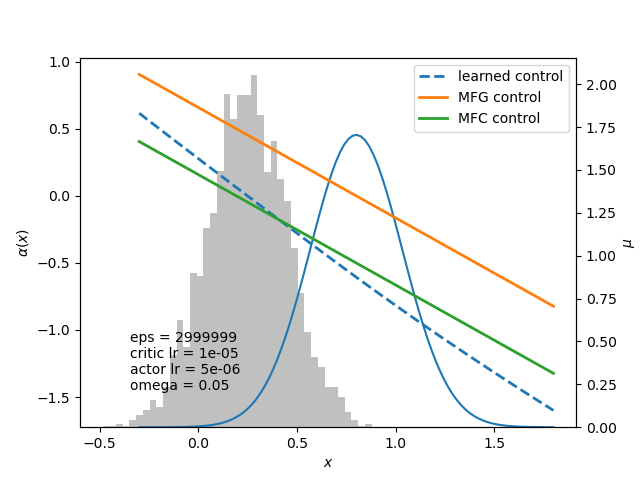 learned control
MFG control
MFC control
1.0
0.5
0.0
−0.5
−1.0
−1.5
α(x)
2.00
1.75
1.50
1.25
1.00
0.75
0.50
0.25
0.00
μ
eps = 2999999
critic lr = 1e-05
actor lr = 5e-06
omega = 0.05
−0.5 0.0 0.5 1.0 1.5
x